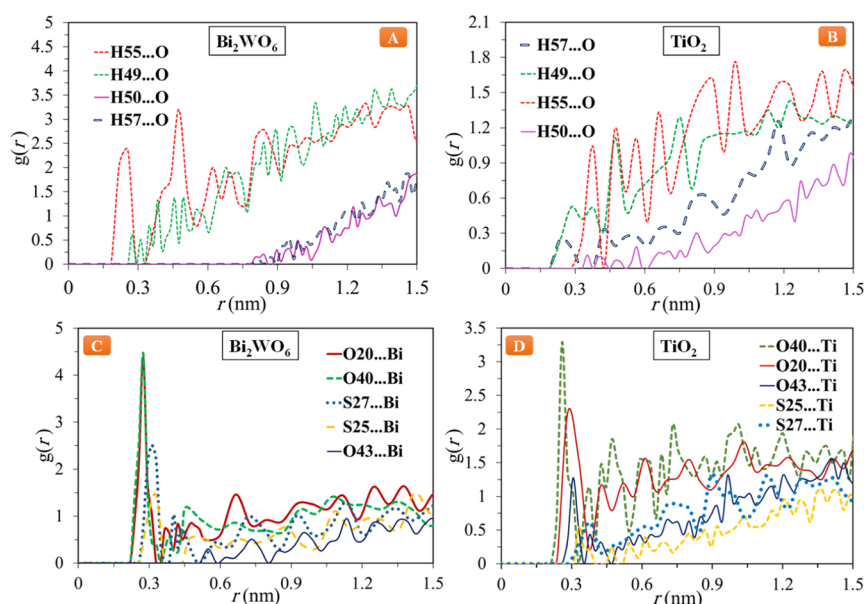 Bi₂WO₆
A
H55...O
H49...O
H50...O
H57...O
g(r)
5
4.5
4
3.5
3
2.5
2
1.5
1
0.5
0
0 0.3 0.6 0.9 1.2 1.5
r (nm)
TiO₂
B
H57...O
H49...O
H55...O
H50...O
g(r)
2.1
1.8
1.5
1.2
0.9
0.6
0.3
0
0 0.3 0.6 0.9 1.2 1.5
r (nm)
C
Bi₂WO₆
O20...Bi
O40...Bi
S27...Bi
S25...Bi
O43...Bi
g(r)
5
4
3
2
1
0
0 0.3 0.6 0.9 1.2 1.5
r (nm)
D
TiO₂
O40...Ti
O20...Ti
O43...Ti
S25...Ti
S27...Ti
g(r)
3.5
3
2.5
2
1.5
1
0.5
0
0 0.3 0.6 0.9 1.2 1.5
r (nm)